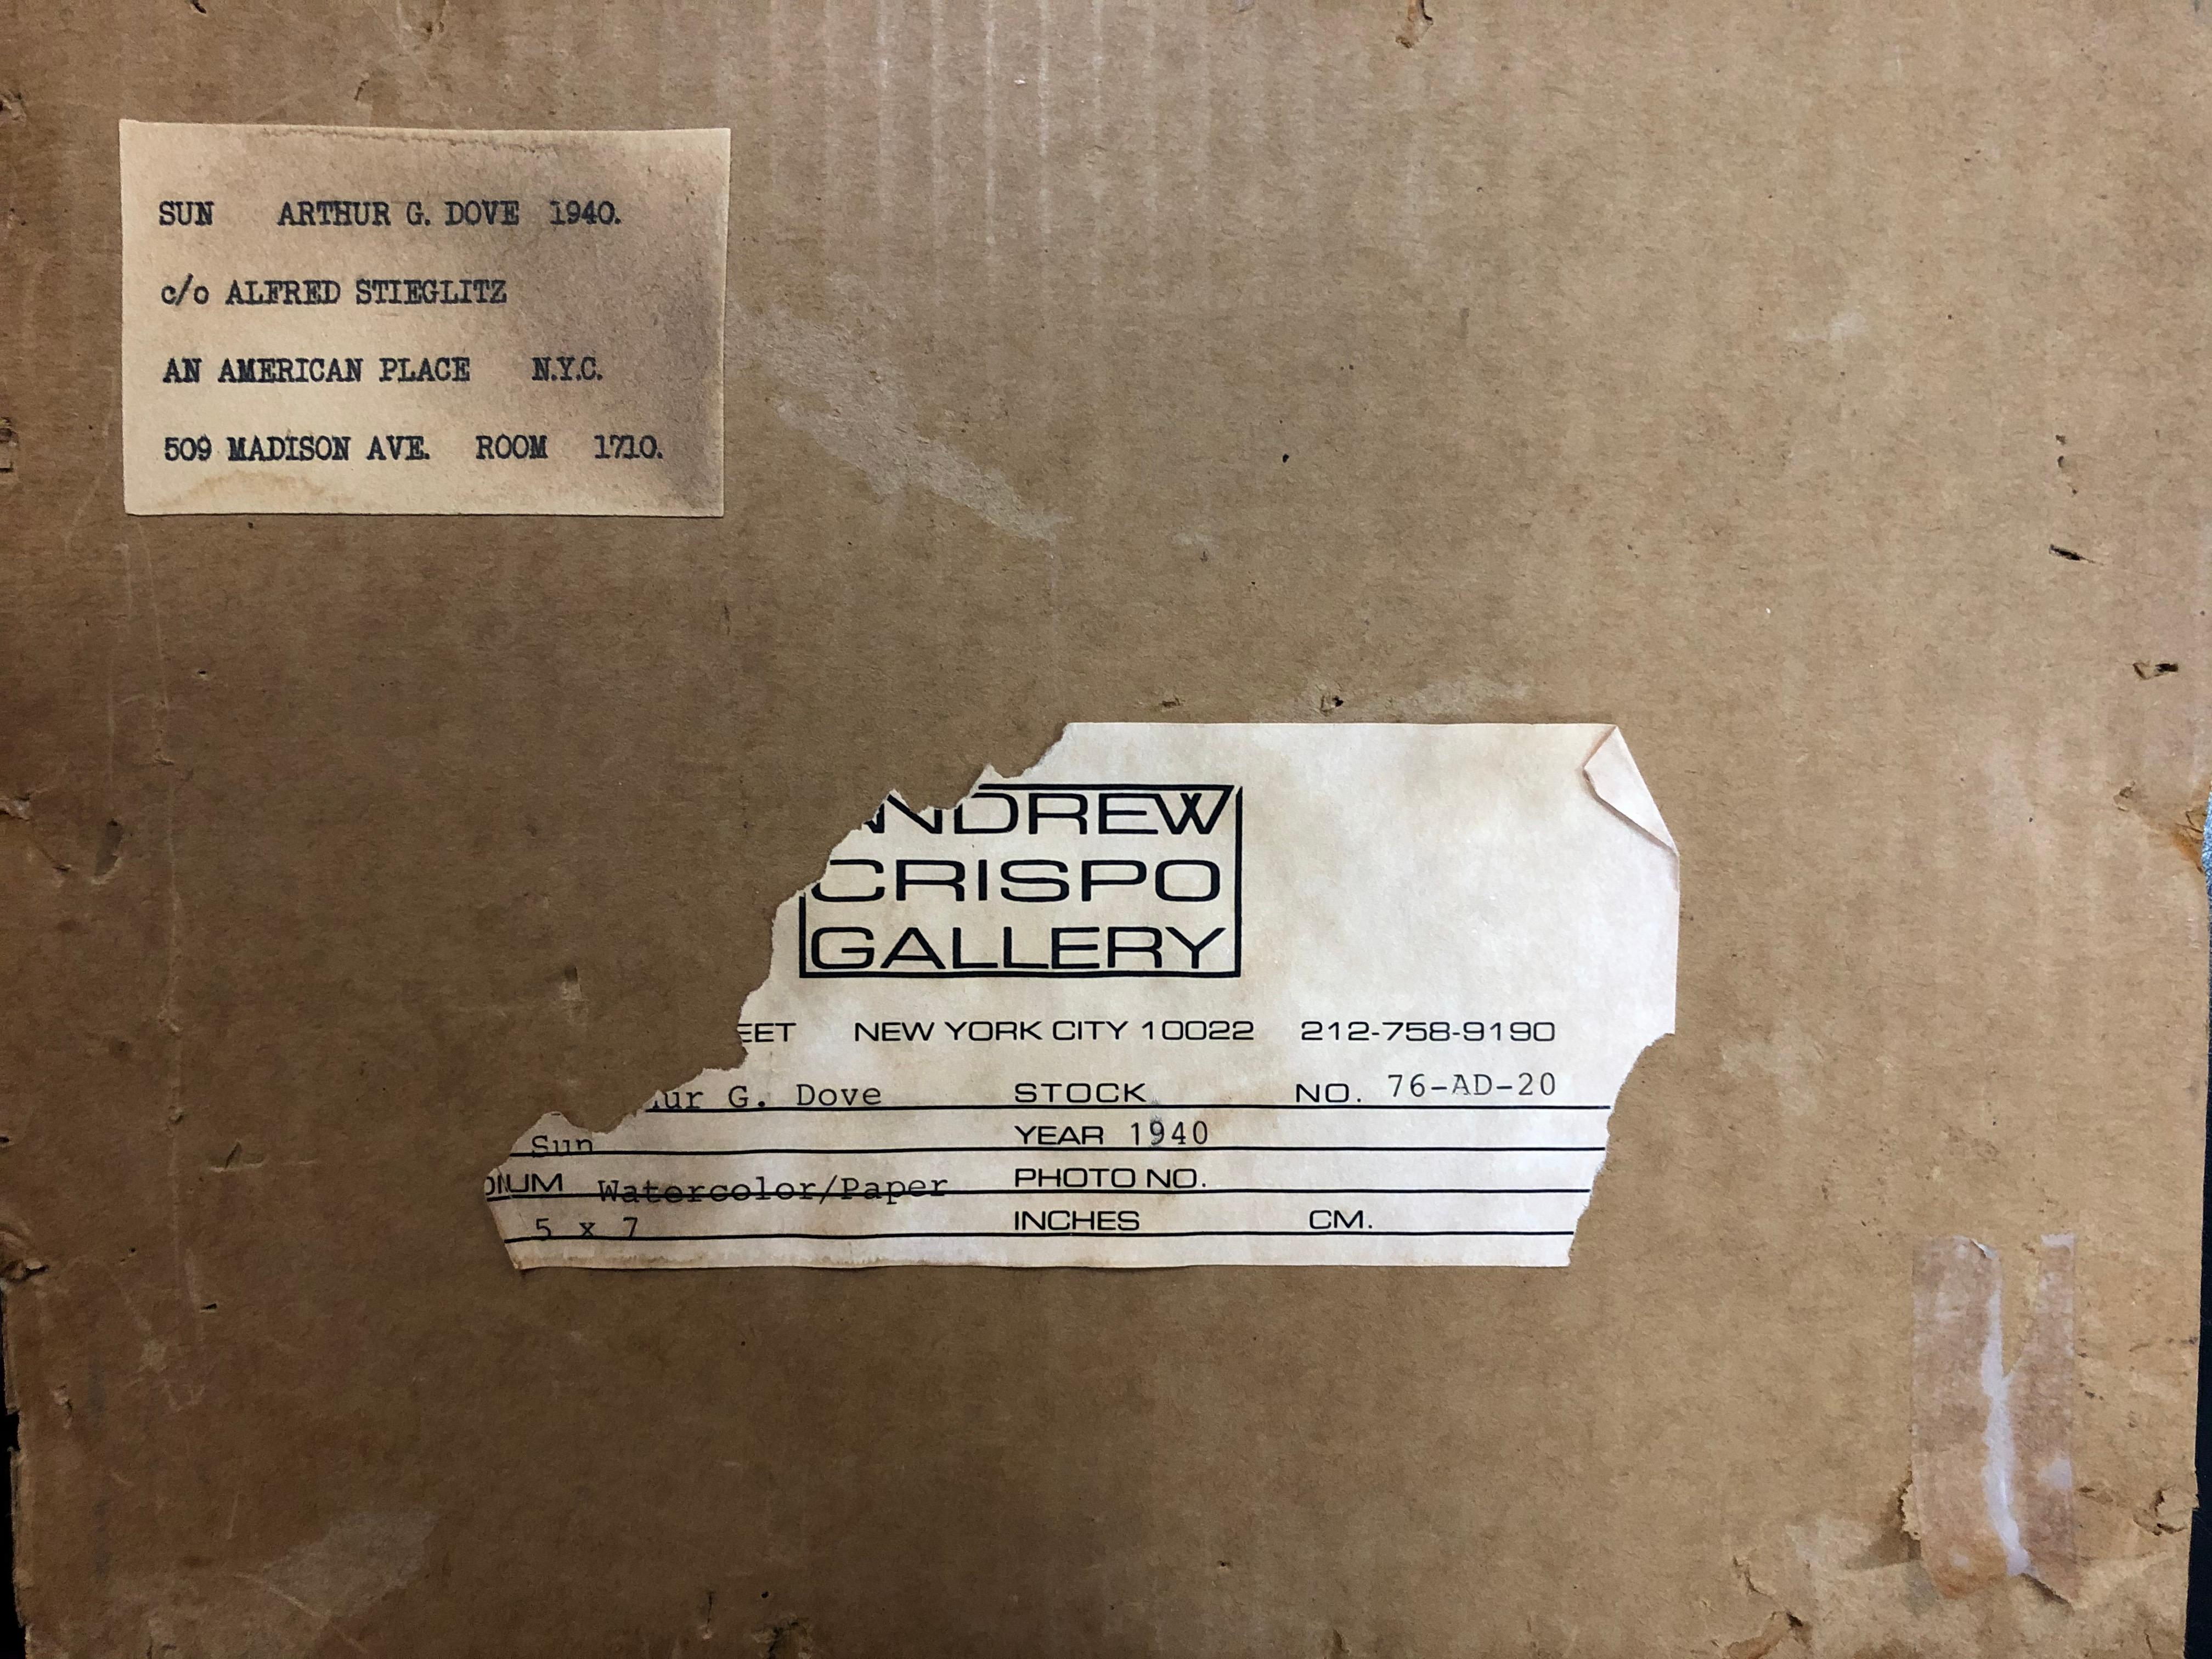 SUN ARTHUR G. DOVE 1940.
c/o ALFRED STIEGLITZ
AN AMERICAN PLACE N.Y.C.
509 MADISON AVE. ROOM 1710.
NDREW
CRISPO
GALLERY
EET NEW YORK CITY 10022 212-758-9190
ur G. Dove STOCK NO. 76-AD-20
Sun YEAR 1940
IUM Watercolor/Paper PHOTO NO.
5 x 7 INCHES CM.